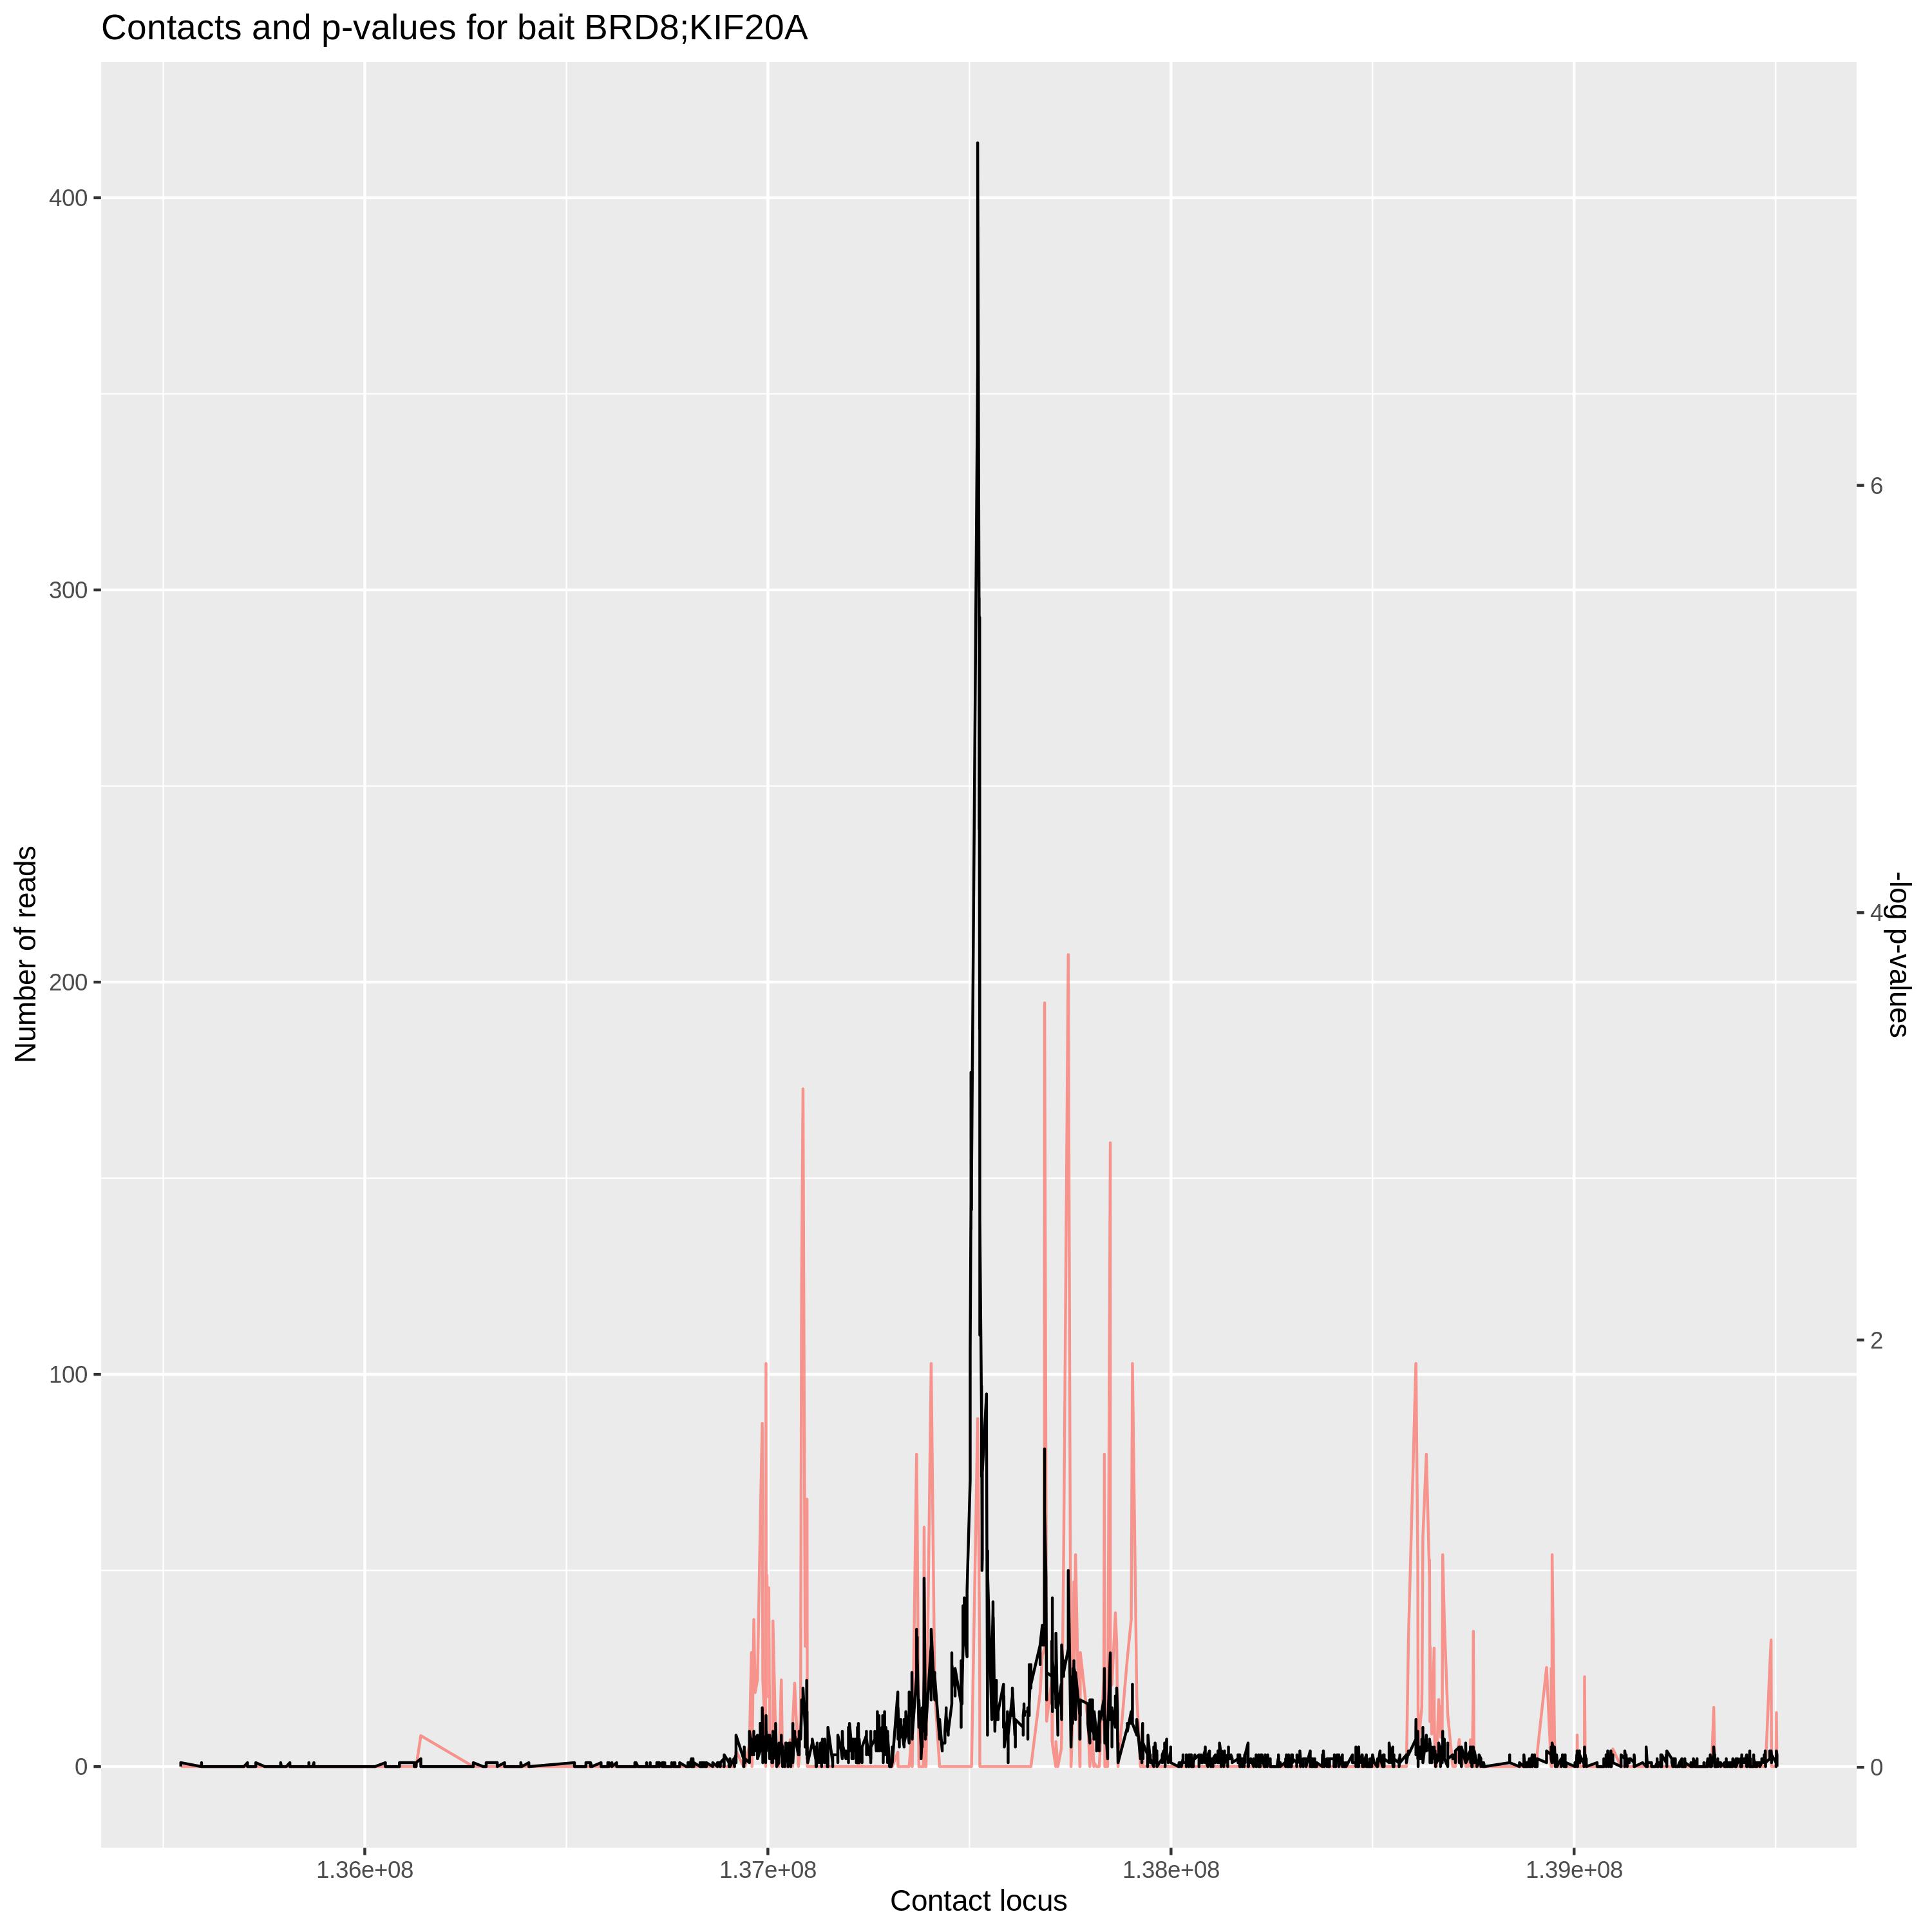 Contacts and p-values for bait BRD8;KIF20A
400
300
200
100
0
Number of reads
6
4
2
0
-log p-values
1.36e+08
1.37e+08
1.38e+08
1.39e+08
Contact locus